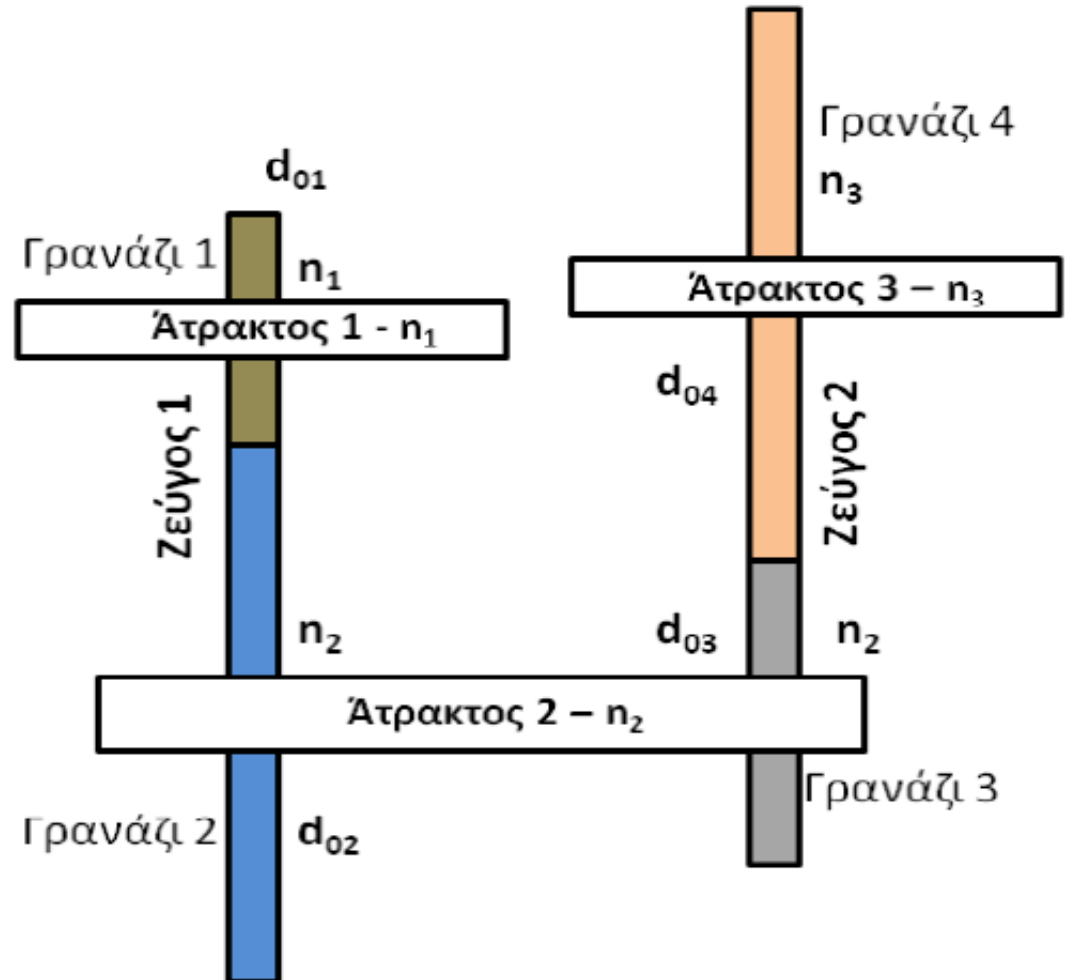 Γρανάζι 4
d₀₁
n₃
Γρανάζι 1
n₁
Άτρακτος 3 – n₃
Άτρακτος 1 - n₁
d₀₄
Ζεύγος 1
Ζεύγος 2
n₂
d₀₃
n₂
Άτρακτος 2 – n₂
Γρανάζι 3
Γρανάζι 2
d₀₂